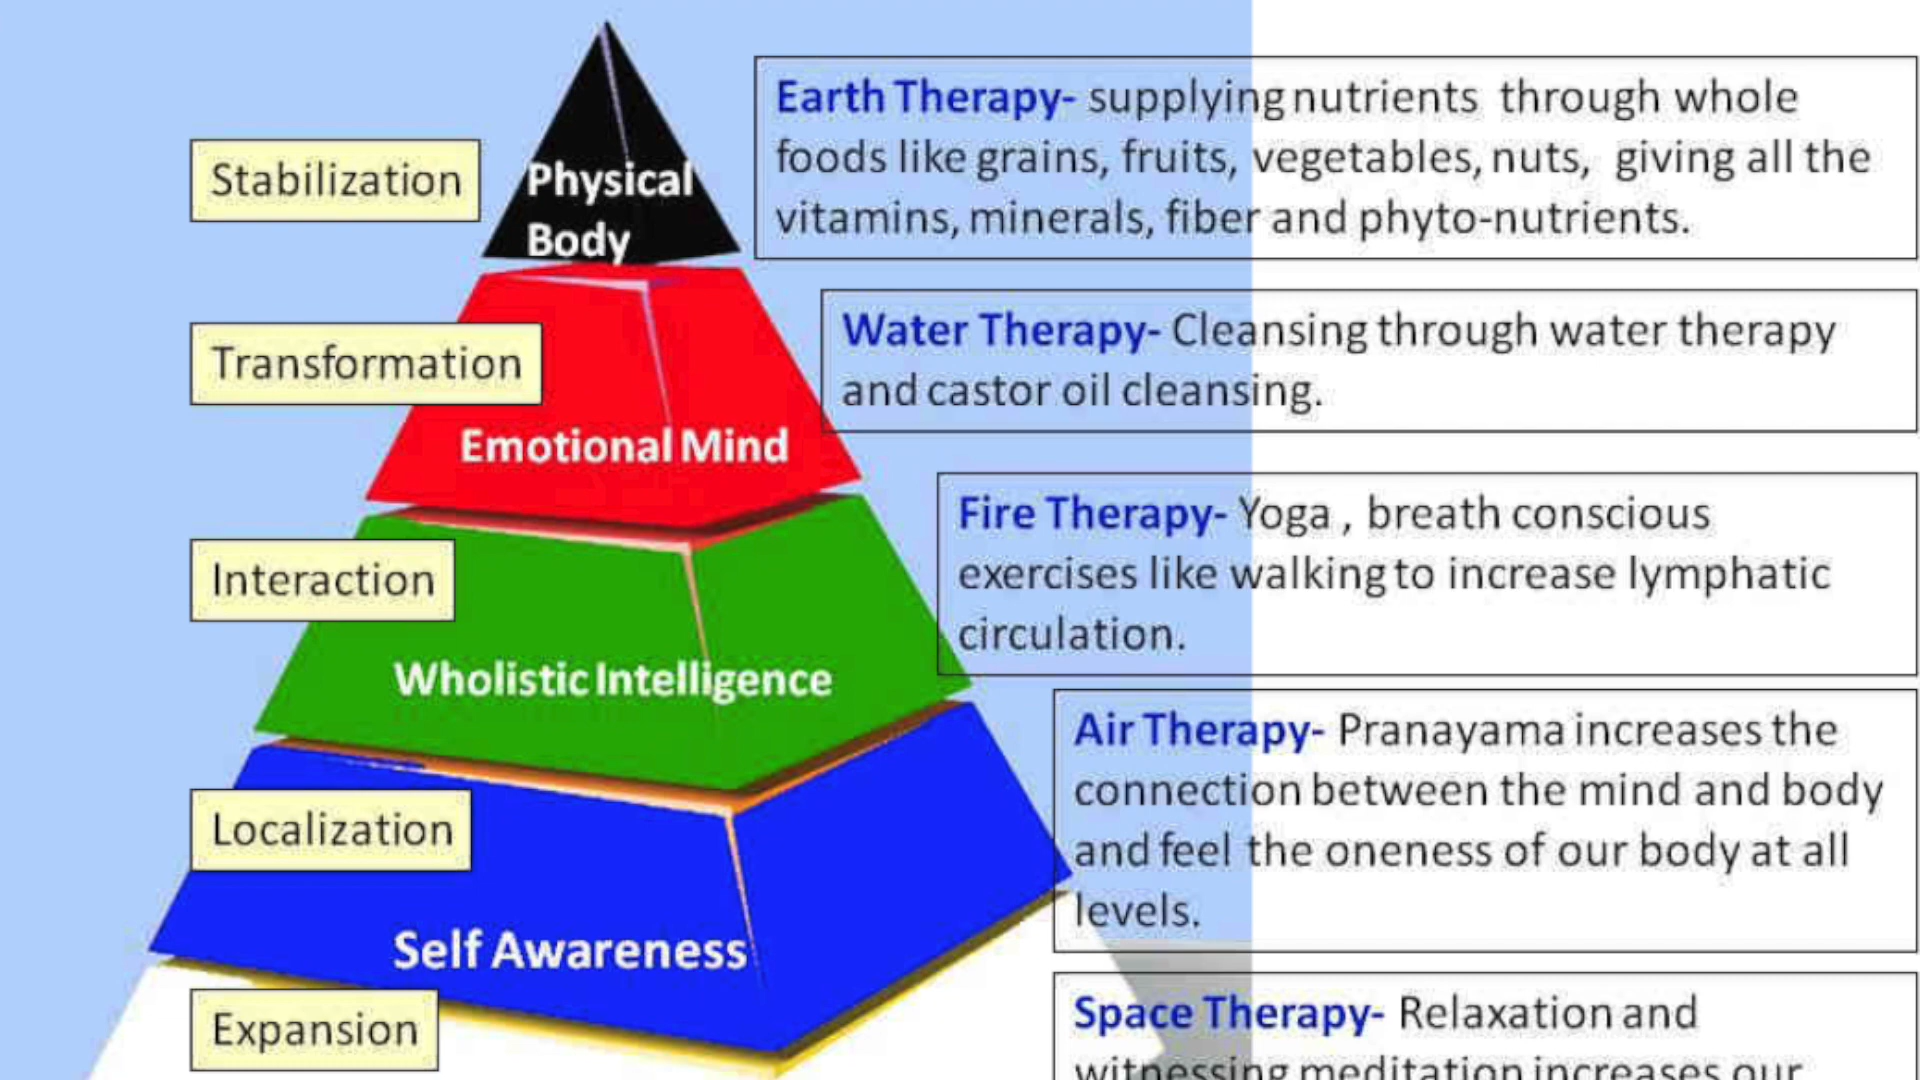 Stabilization
Physical
Body
Earth Therapy- supplying nutrients through whole
foods like grains, fruits, vegetables, nuts, giving all the
vitamins, minerals, fiber and phyto-nutrients.
Transformation
Emotional Mind
Water Therapy- Cleansing through water therapy
and castor oil cleansing.
Interaction
Wholistic Intelligence
Fire Therapy- Yoga , breath conscious
exercises like walking to increase lymphatic
circulation.
Localization
Self Awareness
Air Therapy- Pranayama increases the
connection between the mind and body
and feel the oneness of our body at all
levels.
Expansion
Space Therapy- Relaxation and
witnessing meditation increases our